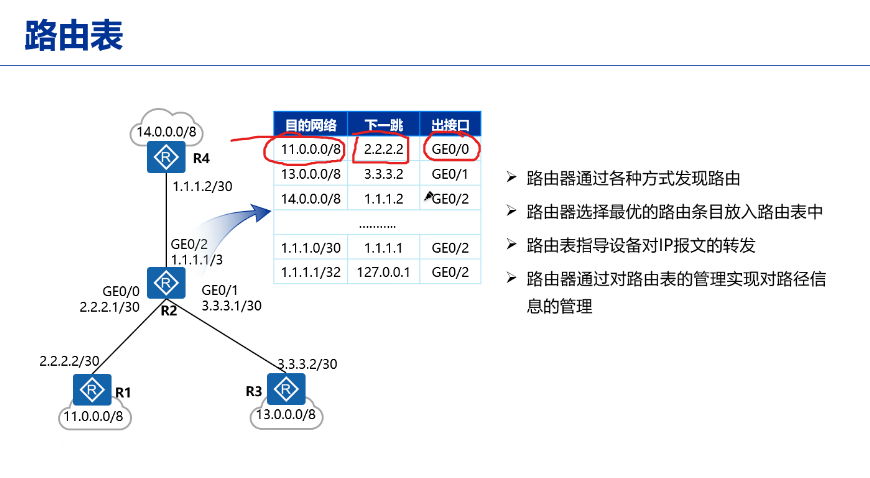 路由表
14.0.0.0/8
R4
1.1.1.2/30
GE0/2
1.1.1.1/3
GE0/0
2.2.2.1/30
R2
GE0/1
3.3.3.1/30
2.2.2.2/30
R1
11.0.0.0/8
3.3.3.2/30
R3
13.0.0.0/8
目的网络 下一跳 出接口
11.0.0.0/8 2.2.2.2 GE0/0
13.0.0.0/8 3.3.3.2 GE0/1
14.0.0.0/8 1.1.1.2 GE0/2
...........
1.1.1.0/30 1.1.1.1 GE0/2
1.1.1.1/32 127.0.0.1 GE0/2
路由器通过各种方式发现路由
路由器选择最优的路由条目放入路由表中
路由表指导设备对IP报文的转发
路由器通过对路由表的管理实现对路径信
息的管理